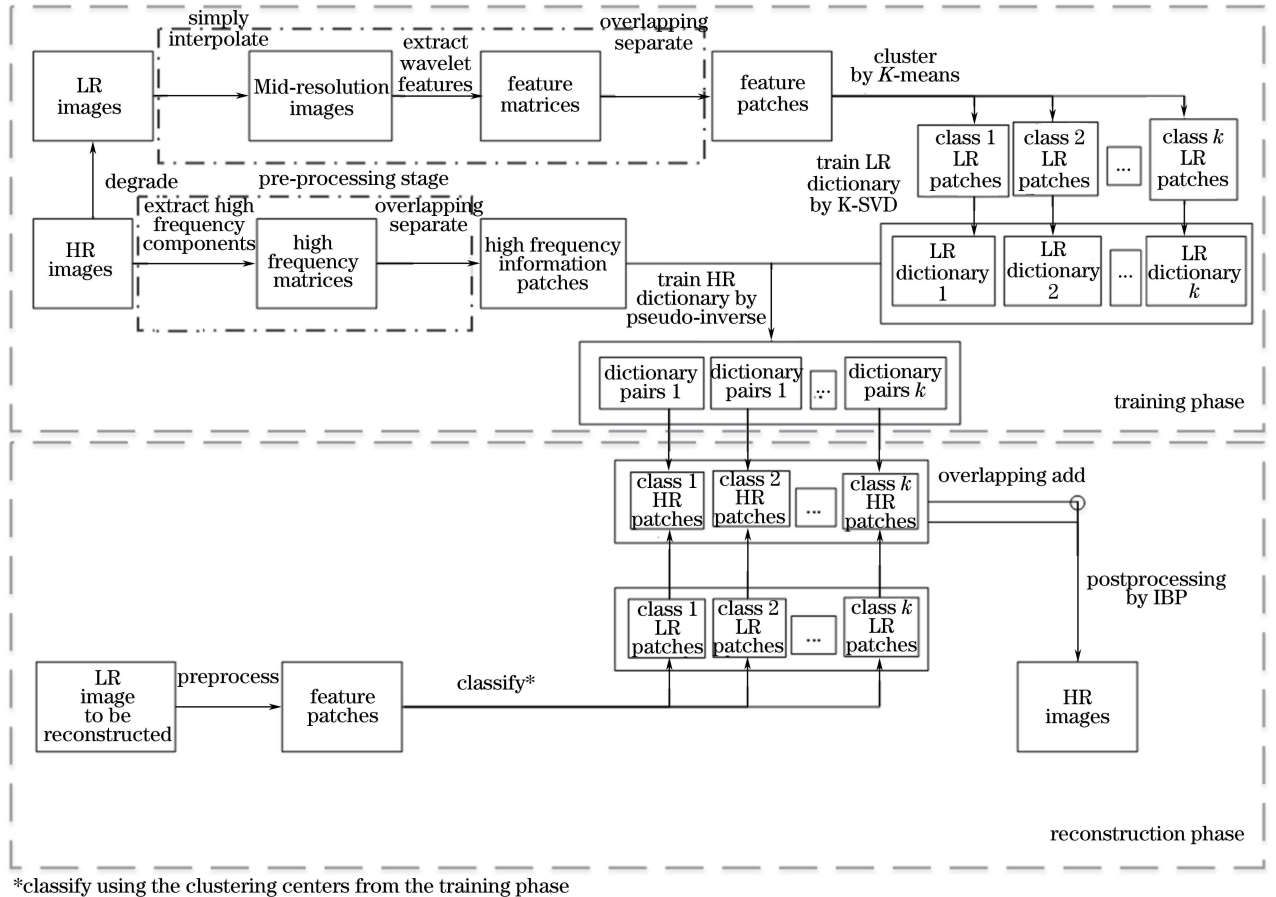 simply
interpolate
extract
wavelet
features
overlapping
separate
cluster
by K-means
LR
images
Mid-resolution
images
feature
matrices
feature
patches
class 1
LR
patches
class 2
LR
patches
...
class k
LR
patches
degrade
pre-processing stage
train LR
dictionary
by K-SVD
extract high
frequency
components
overlapping
separate
HR
images
high
frequency
matrices
high frequency
information
patches
LR
dictionary
1
LR
dictionary
2
...
LR
dictionary
k
train HR
dictionary by
pseudo-inverse
dictionary
pairs 1
dictionary
pairs 1
...
dictionary
pairs k
training phase
class 1
HR
patches
class 2
HR
patches
...
class k
HR
patches
overlapping add
postprocessing
by IBP
class 1
LR
patches
class 2
LR
patches
...
class k
LR
patches
LR
image
to be
reconstructed
preprocess
feature
patches
classify*
HR
images
reconstruction phase
*classify using the clustering centers from the training phase